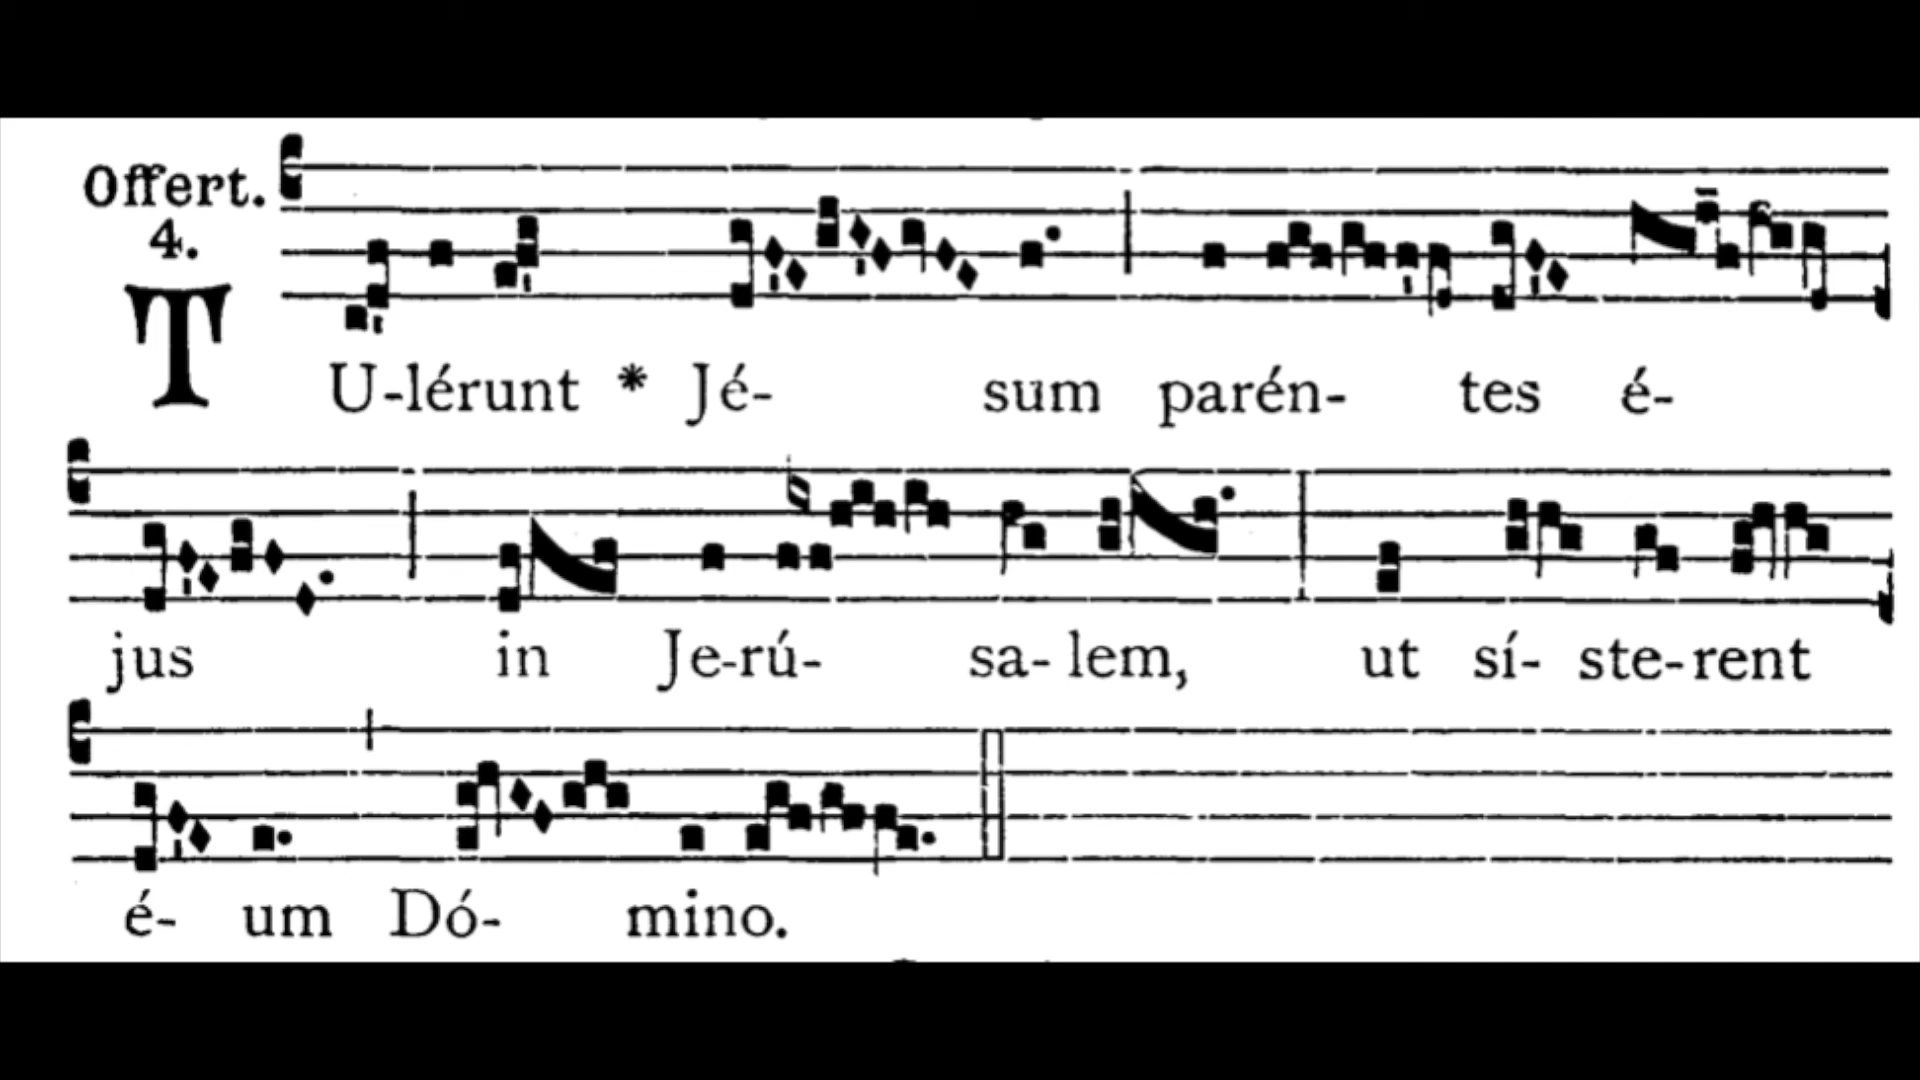 Offert.
4.
TU-lérunt * Jé- sum parén- tes é-
jus in Je-rú- sa- lem, ut sí- ste-rent
é- um Dó- mino.